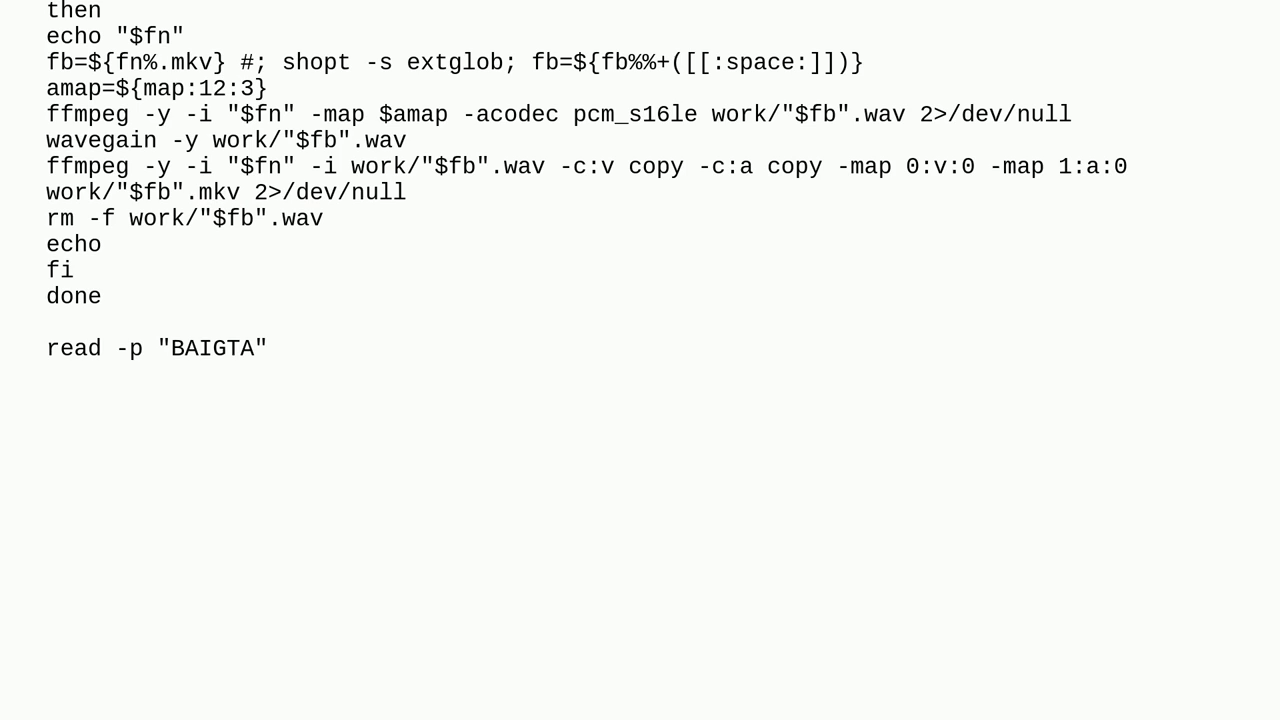 then
echo "$fn"
fb=${fn%.mkv} #; shopt -s extglob; fb=${fb%%+([[:space:]])}
amap=${map:12:3}
ffmpeg -y -i "$fn" -map $amap -acodec pcm_s16le work/"$fb".wav 2>/dev/null
wavegain -y work/"$fb".wav
ffmpeg -y -i "$fn" -i work/"$fb".wav -c:v copy -c:a copy -map 0:v:0 -map 1:a:0
work/"$fb".mkv 2>/dev/null
rm -f work/"$fb".wav
echo
fi
done
read -p "BAIGTA"